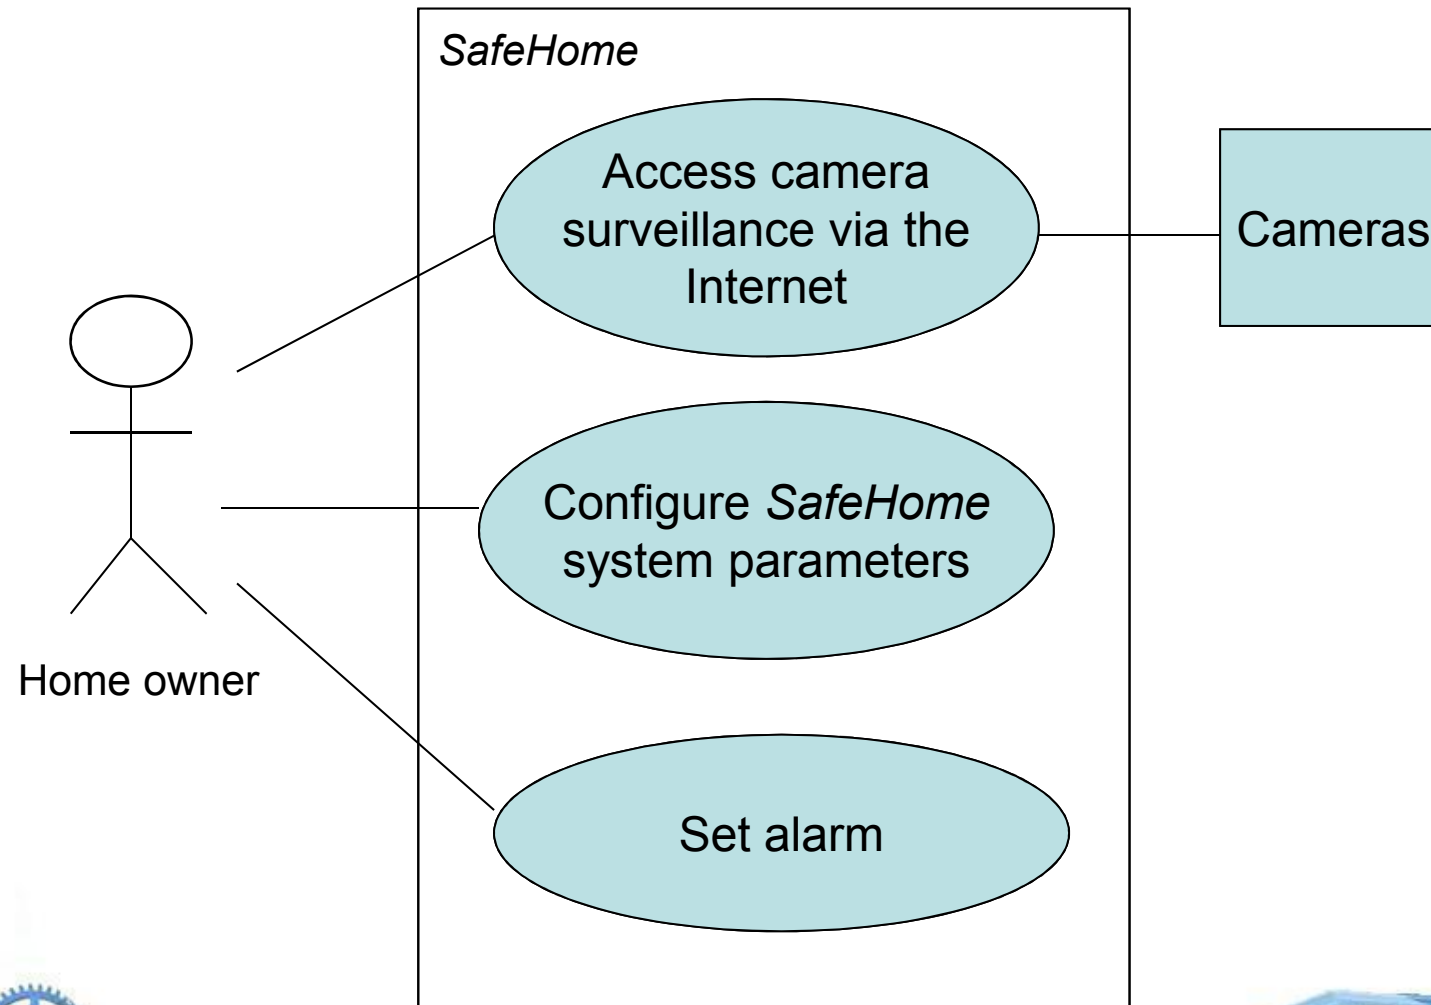 SafeHome
Access camera
surveillance via the
Internet
Cameras
Configure SafeHome
system parameters
Home owner
Set alarm